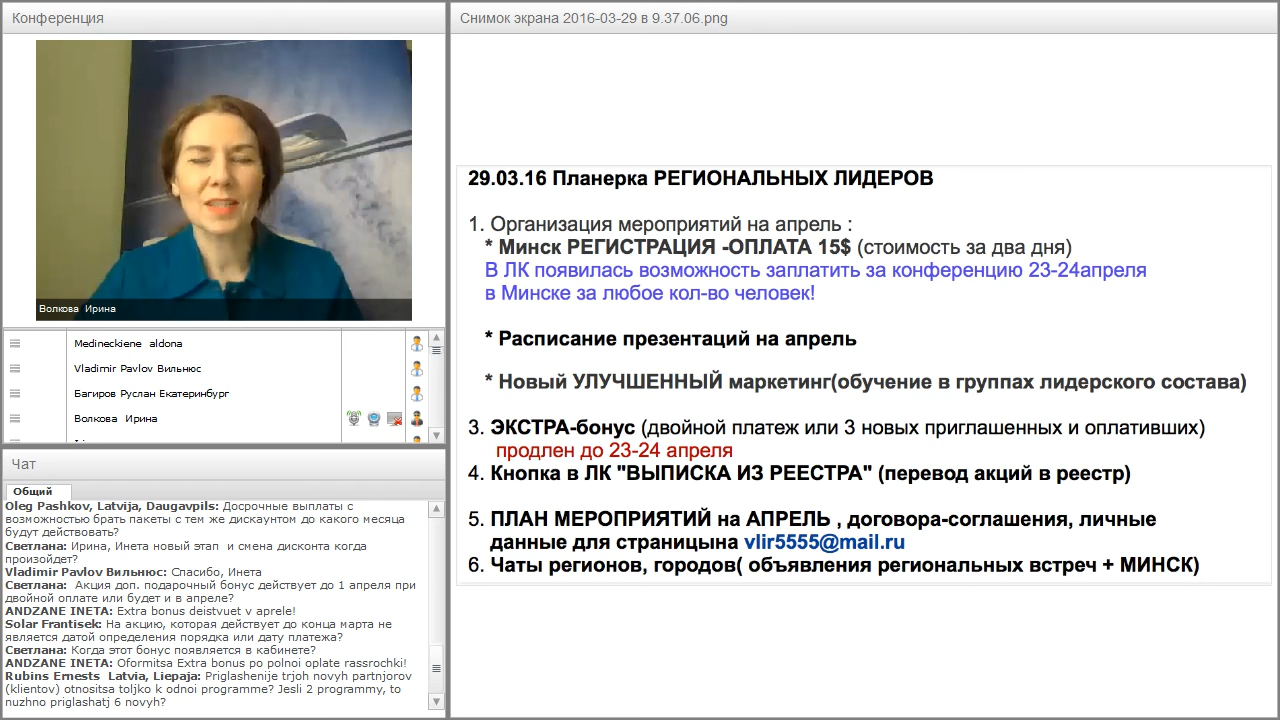 Конференция
Волкова Ирина
Medineckiene aldona
Vladimir Pavlov Вильнюс
Багиров Руслан Екатеринбург
Волкова Ирина
Чат
Общий
Oleg Pashkov, Latvija, Daugavpils: Досрочные выплаты с
возможностью брать пакеты с тем же дискаунтом до какого месяца
будут действовать?
Светлана: Ирина, Инета новый этап и смена дисконта когда
произойдет?
Vladimir Pavlov Вильнюс: Спасибо, Инета
Светлана: Акция доп. подарочный бонус действует до 1 апреля при
двойной оплате или будет и в апреле?
ANDZANE INETA: Extra bonus deistvuet v aprele!
Solar Frantisek: На акцию, которая действует до конца марта не
является датой определения порядка или дату платежа?
Светлана: Когда этот бонус появляется в кабинете?
ANDZANE INETA: Oformitsa Extra bonus po polnoi oplate rassrochki!
Rubins Ernests Latvia, Liepaja: Priglashenije trjoh novyh partnjorov
(klientov) otnositsa toljko k odnoi programme? Jesli 2 programmy, to
nuzhno priglashatj 6 novyh?
Снимок экрана 2016-03-29 в 9.37.06.png
29.03.16 Планерка РЕГИОНАЛЬНЫХ ЛИДЕРОВ
1. Организация мероприятий на апрель :
* Минск РЕГИСТРАЦИЯ -ОПЛАТА 15$ (стоимость за два дня)
В ЛК появилась возможность заплатить за конференцию 23-24апреля
в Минске за любое кол-во человек!
* Расписание презентаций на апрель
* Новый УЛУЧШЕННЫЙ маркетинг(обучение в группах лидерского состава)
3. ЭКСТРА-бонус (двойной платеж или 3 новых приглашенных и оплативших)
продлен до 23-24 апреля
4. Кнопка в ЛК "ВЫПИСКА ИЗ РЕЕСТРА" (перевод акций в реестр)
5. ПЛАН МЕРОПРИЯТИЙ на АПРЕЛЬ , договора-соглашения, личные
данные для страницына vlir5555@mail.ru
6. Чаты регионов, городов( объявления региональных встреч + МИНСК)